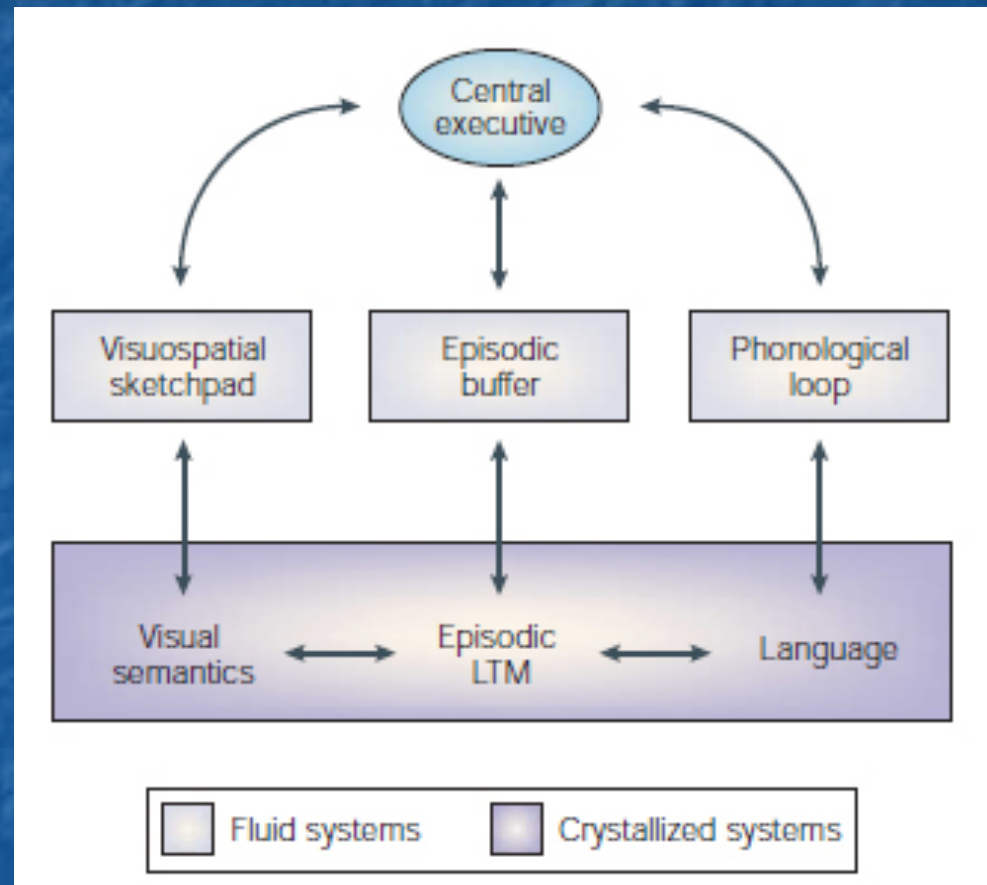 Central
executive
Visuospatial
sketchpad
Episodic
buffer
Phonological
loop
Visual
semantics
Episodic
LTM
Language
Fluid systems
Crystallized systems